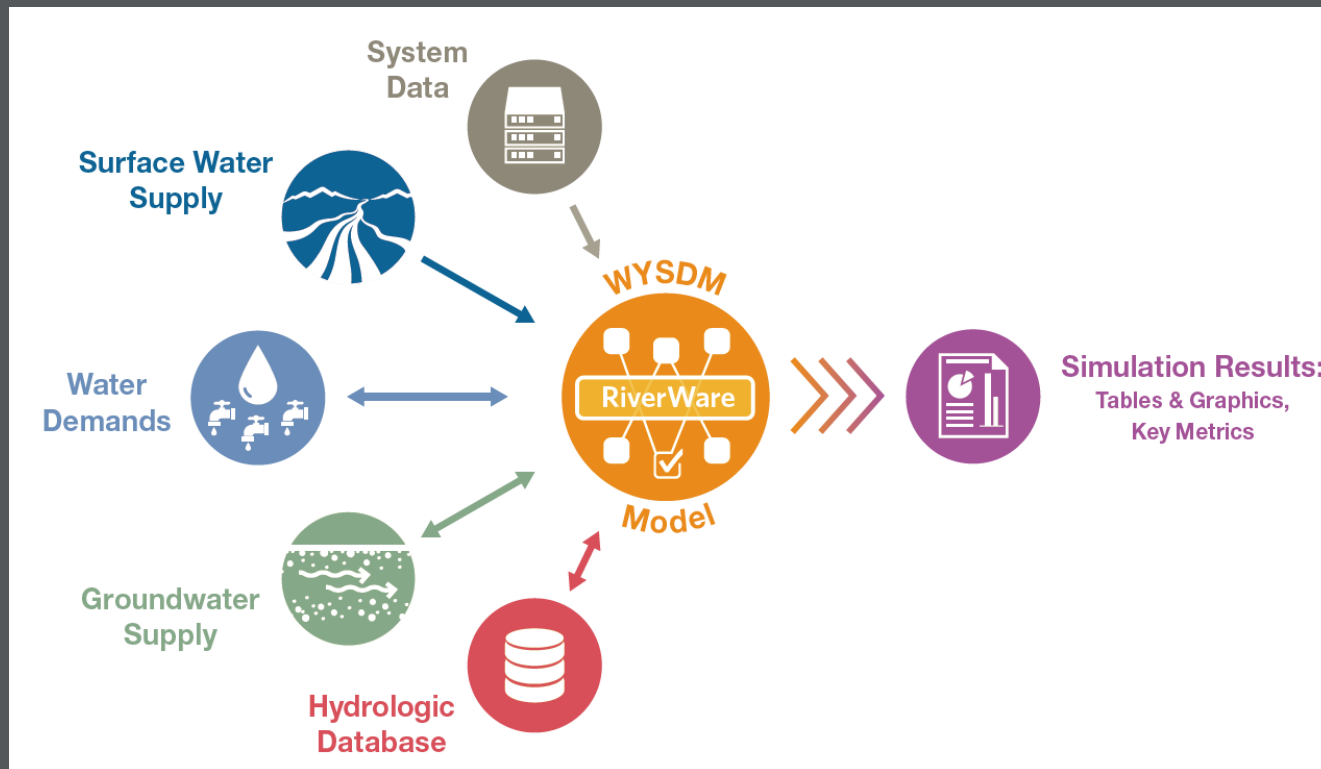 System
Data
Surface Water
Supply
WYSDM
Water
Demands
RiverWare
Simulation Results:
Tables & Graphics,
Key Metrics
Model
Groundwater
Supply
Hydrologic
Database